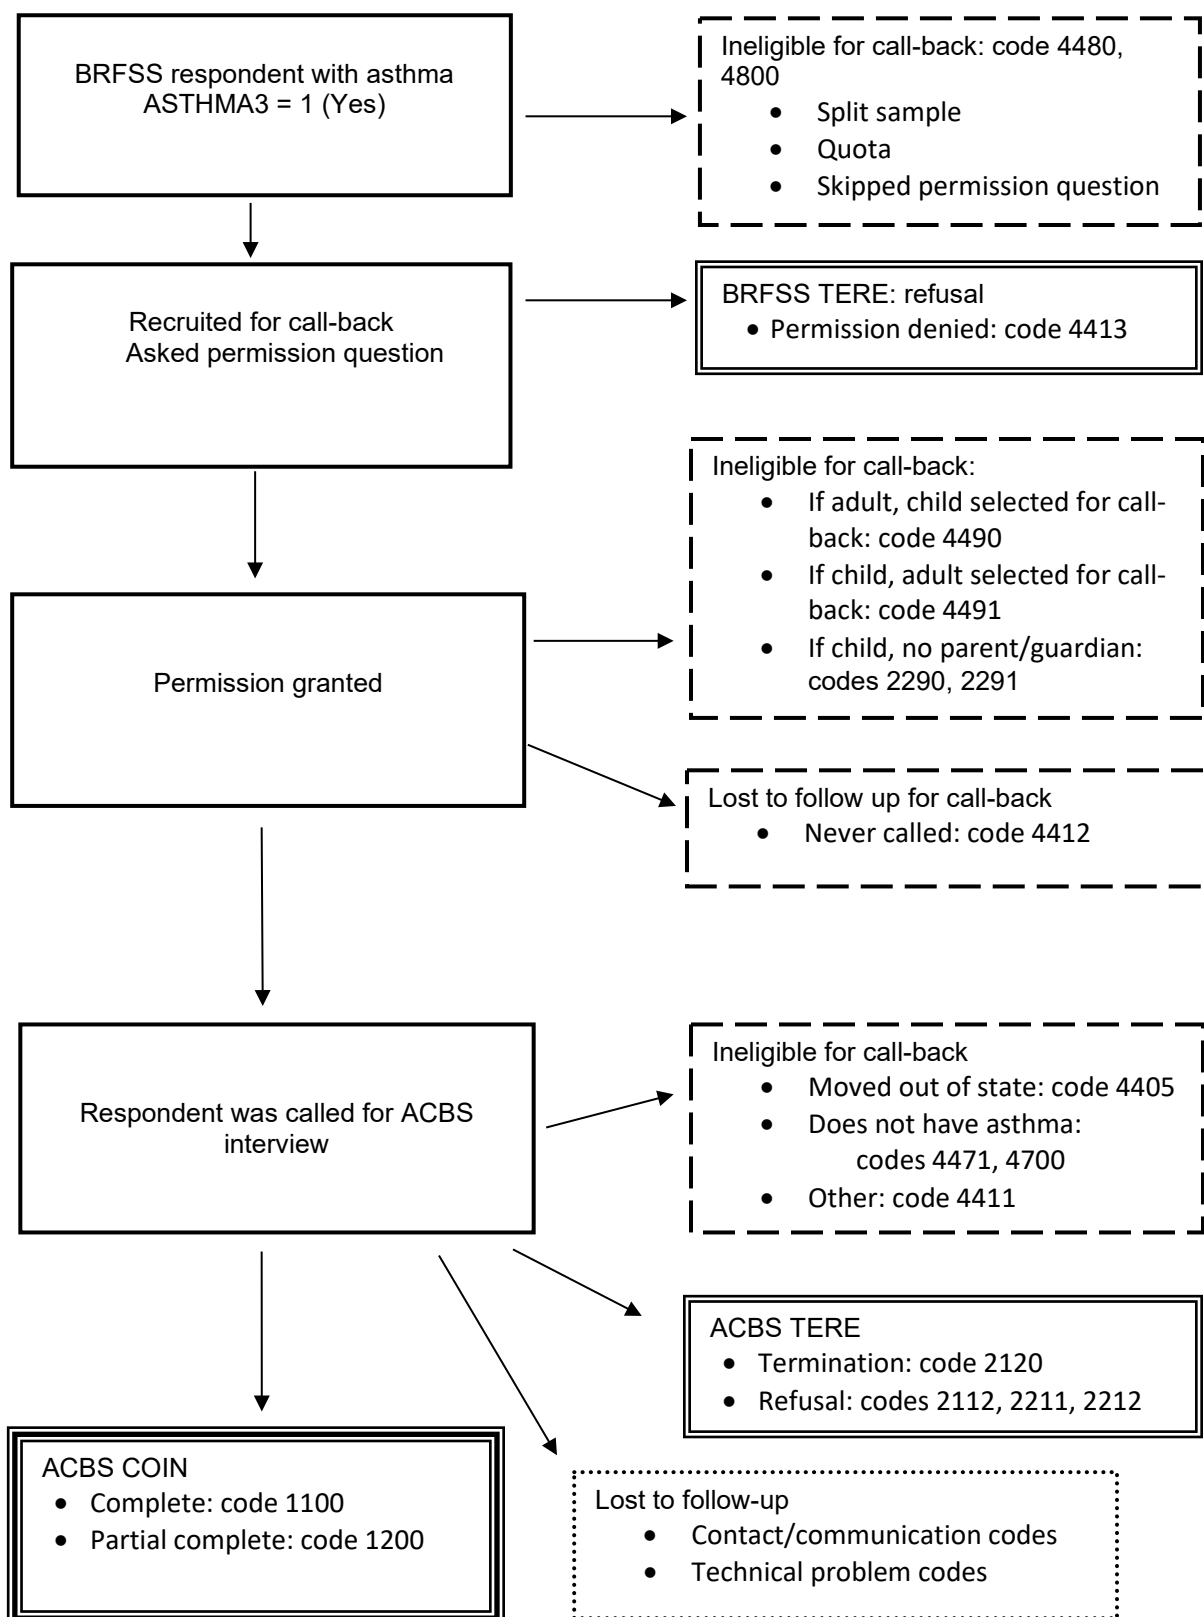 BRFSS respondent with asthma
ASTHMA3 = 1 (Yes)
Ineligible for call-back: code 4480,
4800
• Split sample
• Quota
• Skipped permission question
Recruited for call-back
Asked permission question
BRFSS TERE: refusal
• Permission denied: code 4413
Permission granted
Ineligible for call-back:
• If adult, child selected for call-
back: code 4490
• If child, adult selected for call-
back: code 4491
• If child, no parent/guardian:
codes 2290, 2291
Lost to follow up for call-back
• Never called: code 4412
Respondent was called for ACBS
interview
Ineligible for call-back
• Moved out of state: code 4405
• Does not have asthma:
codes 4471, 4700
• Other: code 4411
ACBS TERE
• Termination: code 2120
• Refusal: codes 2112, 2211, 2212
ACBS COIN
• Complete: code 1100
• Partial complete: code 1200
Lost to follow-up
• Contact/communication codes
• Technical problem codes